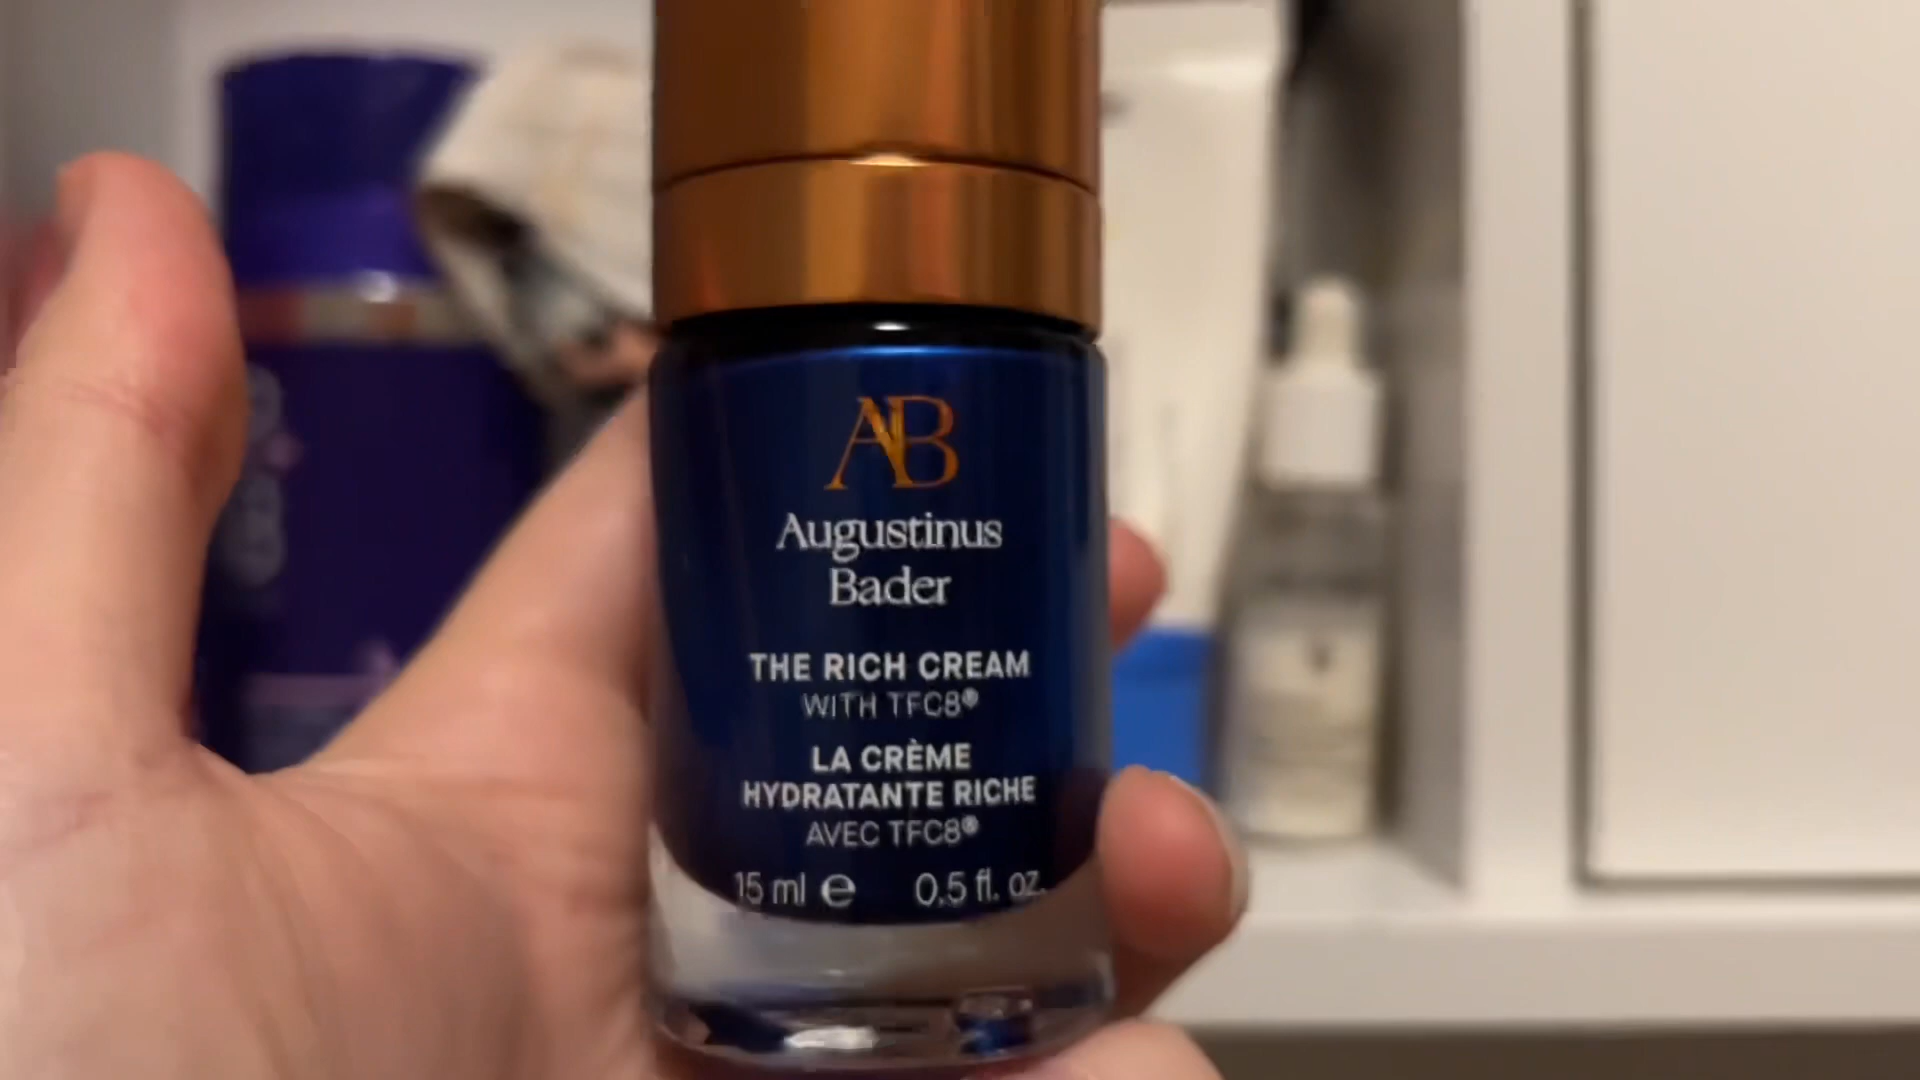 AB
Augustinus
Bader
THE RICH CREAM
WITH TFC8®
LA CRÈME
HYDRATANTE RICHE
AVEC TFC8®
15 ml ℮ 0,5 fl. oz.